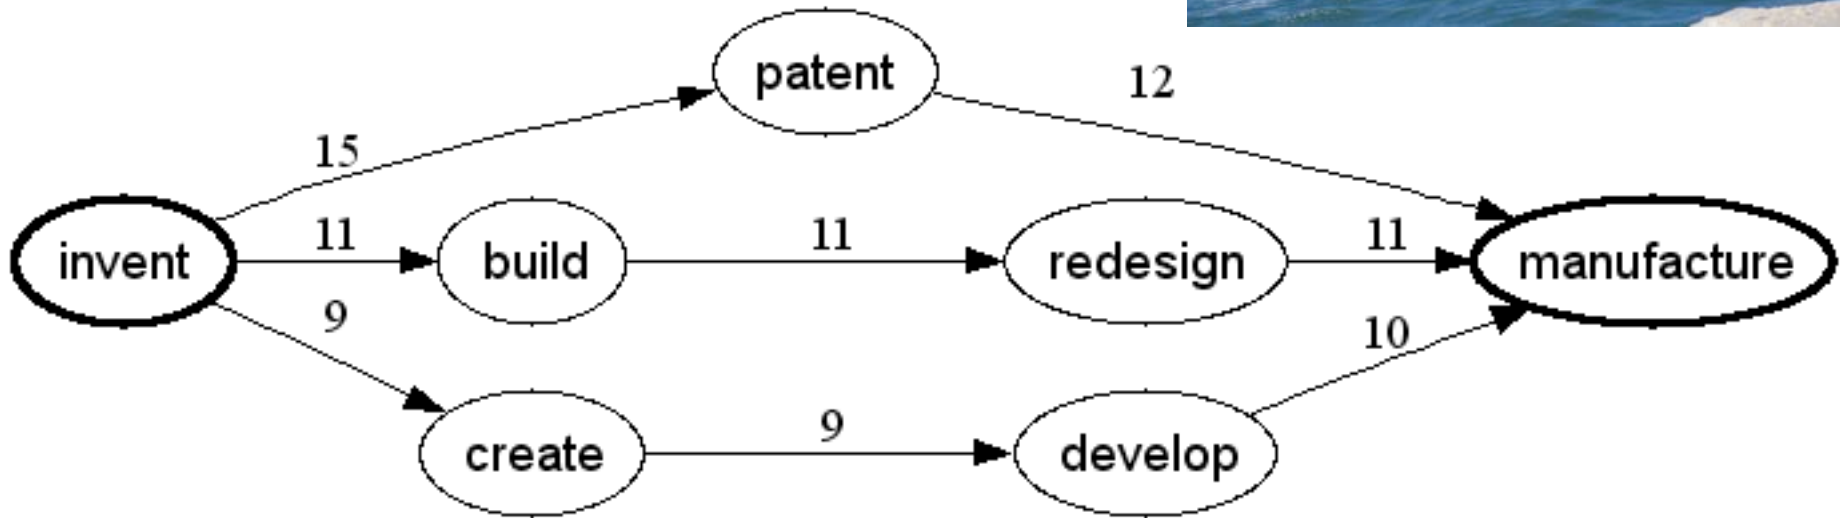 patent
12
15
invent
11
build
11
redesign
11
manufacture
9
10
create
9
develop